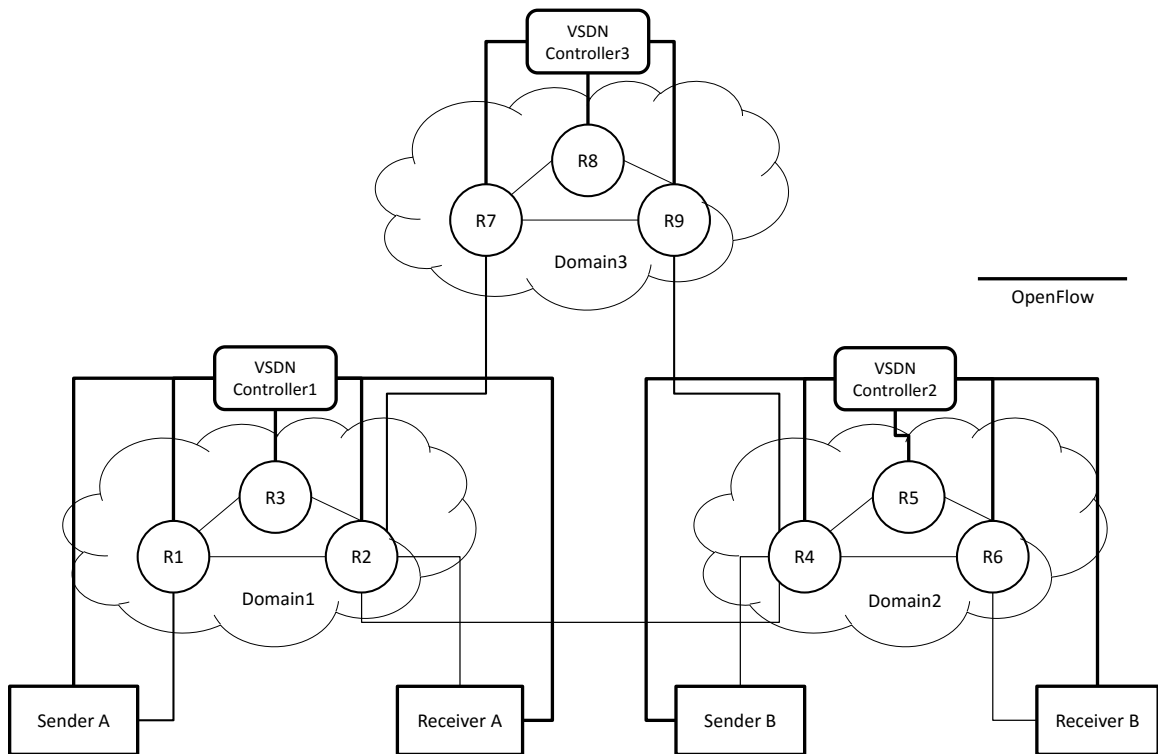 VSDN
Controller3
R8
R7
R9
Domain3
OpenFlow
VSDN
Controller1
VSDN
Controller2
R3
R5
R1
R2
R4
R6
Domain1
Domain2
Sender A
Receiver A
Sender B
Receiver B